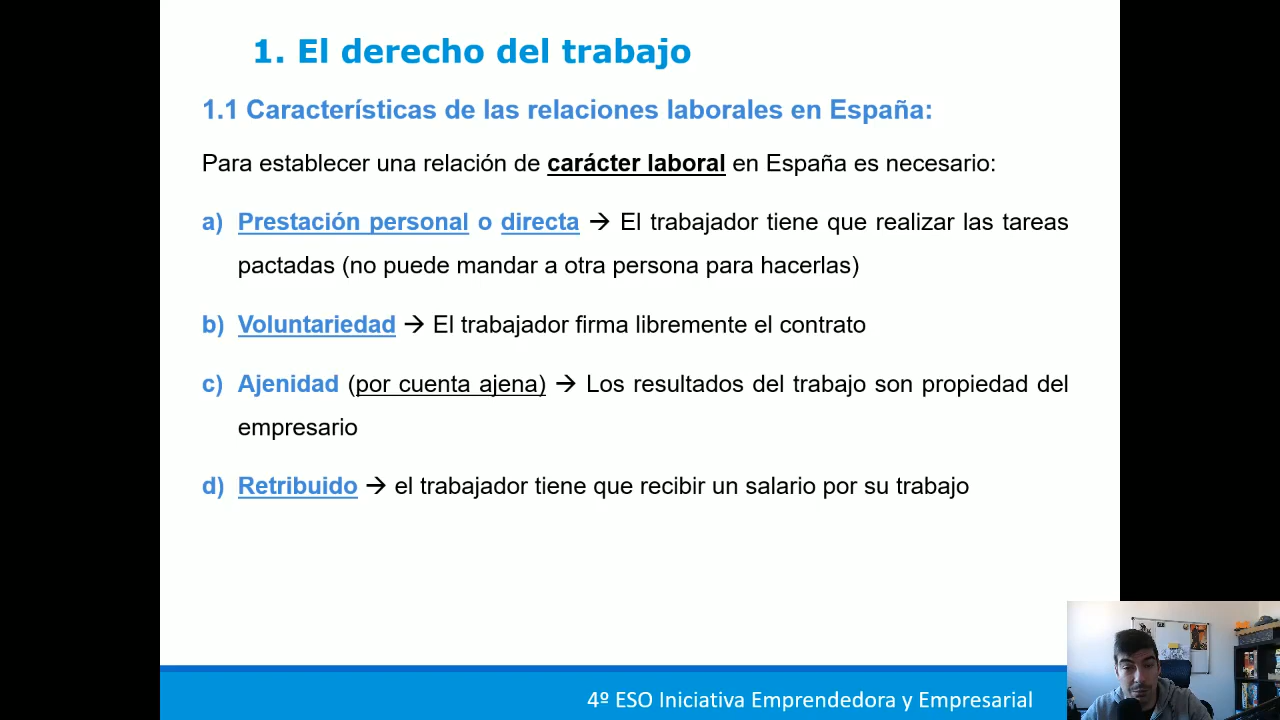 1. El derecho del trabajo
1.1 Características de las relaciones laborales en España:
Para establecer una relación de carácter laboral en España es necesario:
a) Prestación personal o directa → El trabajador tiene que realizar las tareas
pactadas (no puede mandar a otra persona para hacerlas)
b) Voluntariedad → El trabajador firma libremente el contrato
c) Ajenidad (por cuenta ajena) → Los resultados del trabajo son propiedad del
empresario
d) Retribuido → el trabajador tiene que recibir un salario por su trabajo
4º ESO Iniciativa Emprendedora y Empresarial